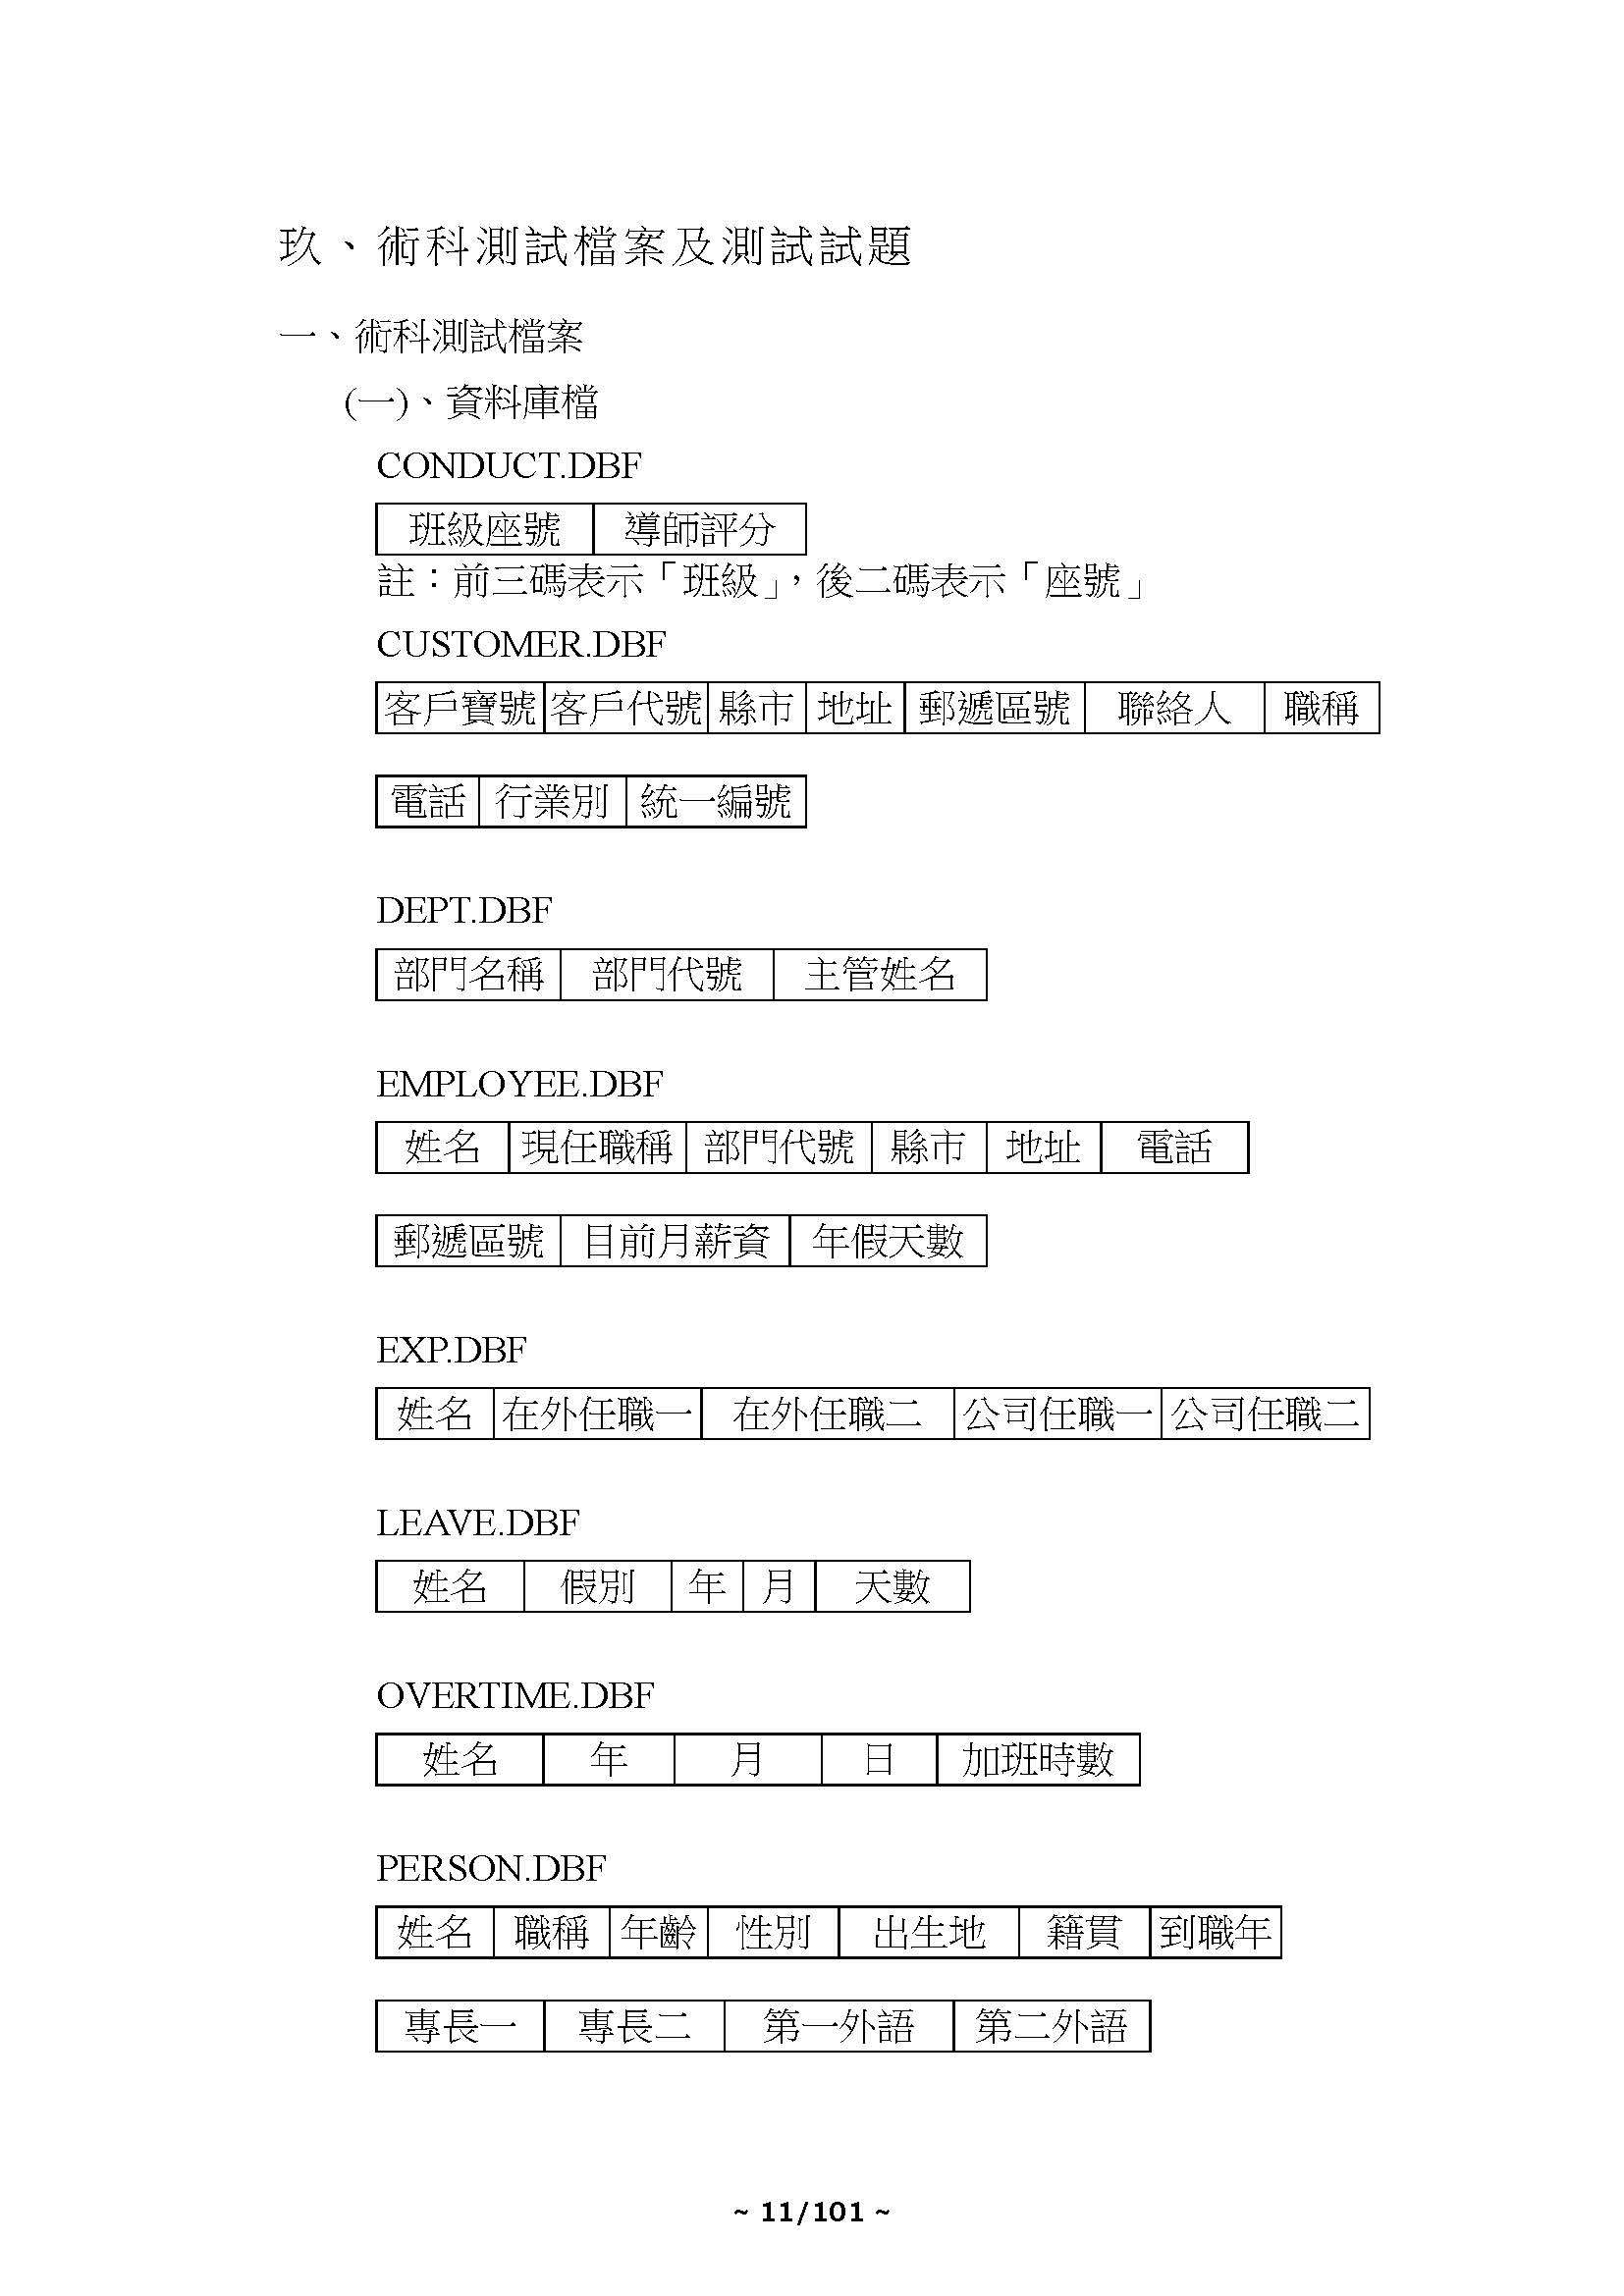 玖、術科測試檔案及測試試題
一、術科測試檔案
(一)、資料庫檔
CONDUCT.DBF
班級座號 導師評分
註：前三碼表示「班級」，後二碼表示「座號」
CUSTOMER.DBF
客戶寶號 客戶代號 縣市 地址 郵遞區號 聯絡人 職稱
電話 行業別 統一編號
DEPT.DBF
部門名稱 部門代號 主管姓名
EMPLOYEE.DBF
姓名 現任職稱 部門代號 縣市 地址 電話
郵遞區號 目前月薪資 年假天數
EXP.DBF
姓名 在外任職一 在外任職二 公司任職一 公司任職二
LEAVE.DBF
姓名 假別 年 月 天數
OVERTIME.DBF
姓名 年 月 日 加班時數
PERSON.DBF
姓名 職稱 年齡 性別 出生地 籍貫 到職年
專長一 專長二 第一外語 第二外語
~ 11/101 ~